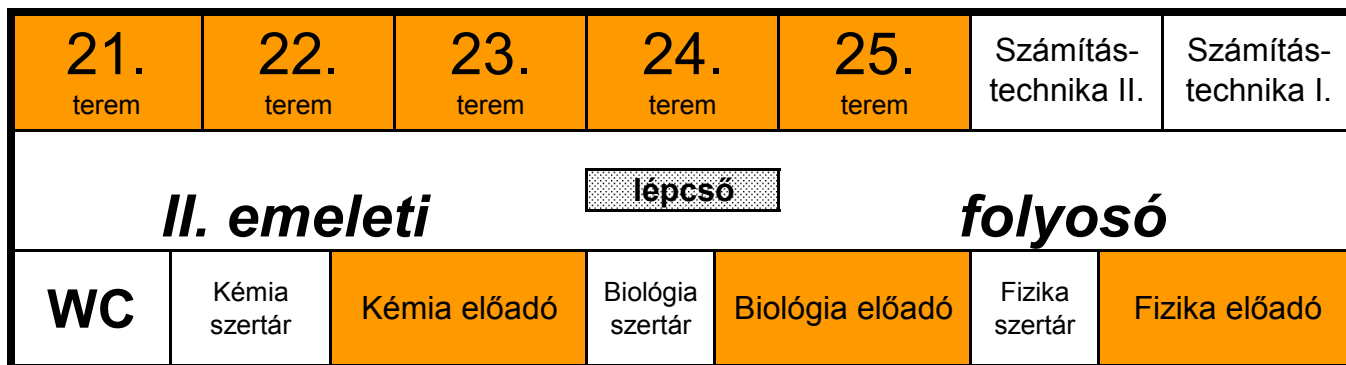 21.
terem
22.
terem
23.
terem
24.
terem
25.
terem
Számítás-
technika II.
Számítás-
technika I.
lépcső
II. emeleti
folyosó
WC
Kémia
szertár
Kémia előadó
Biológia
szertár
Biológia előadó
Fizika
szertár
Fizika előadó